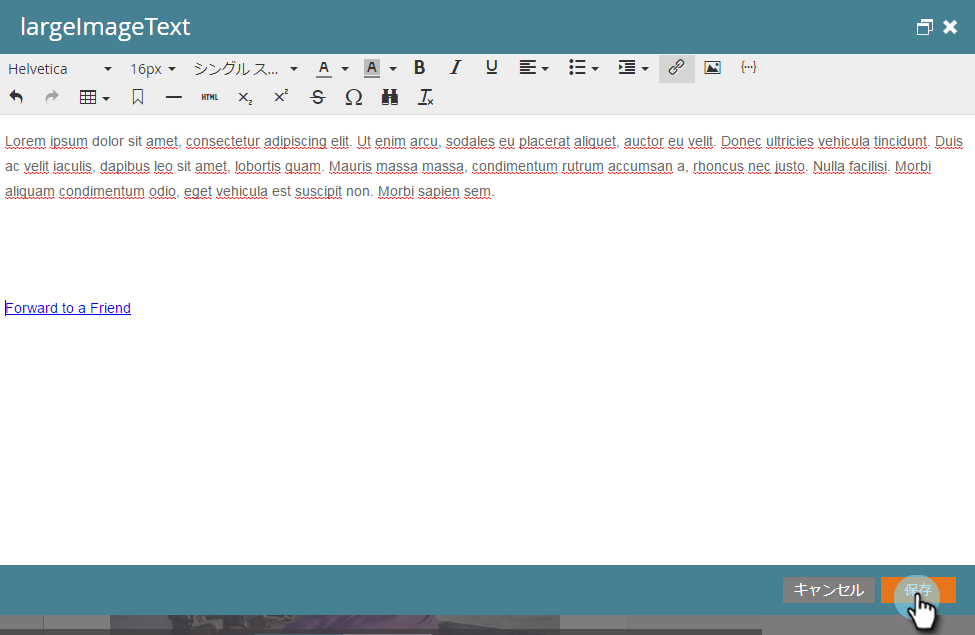 largeImageText
Helvetica 16px シングル ス... A A B I U {···}
HTML X₂ X² S Ω Ix
Lorem ipsum dolor sit amet, consectetur adipiscing elit. Ut enim arcu, sodales eu placerat aliquet, auctor eu velit. Donec ultricies vehicula tincidunt. Duis
ac velit iaculis, dapibus leo sit amet, lobortis quam. Mauris massa massa, condimentum rutrum accumsan a, rhoncus nec justo. Nulla facilisi. Morbi
aliquam condimentum odio, eget vehicula est suscipit non. Morbi sapien sem.
Forward to a Friend
キャンセル 保存